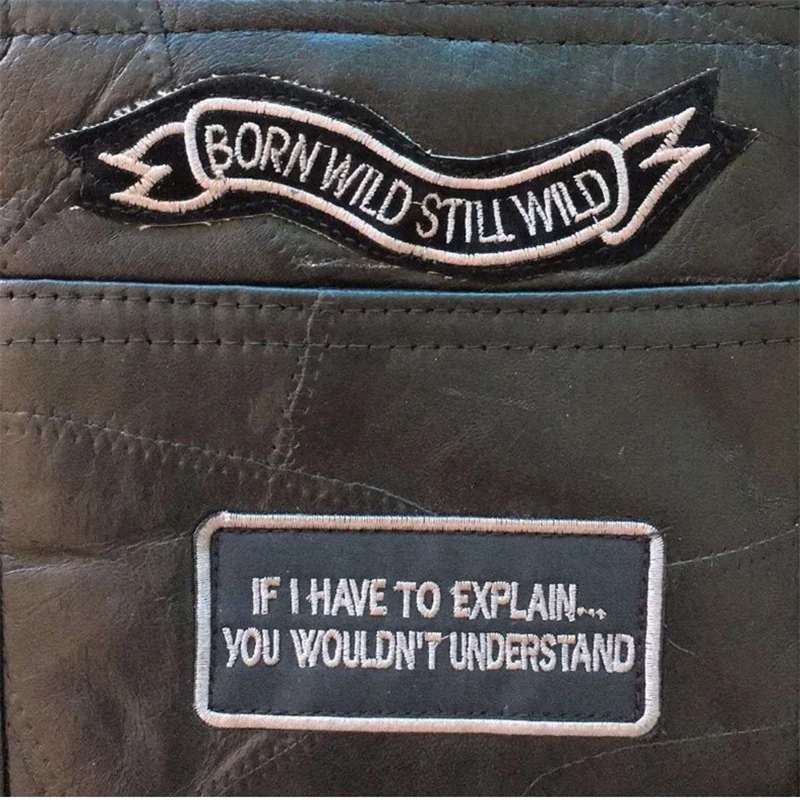 BORN WILD STILL WILD
IF I HAVE TO EXPLAIN...
YOU WOULDN'T UNDERSTAND